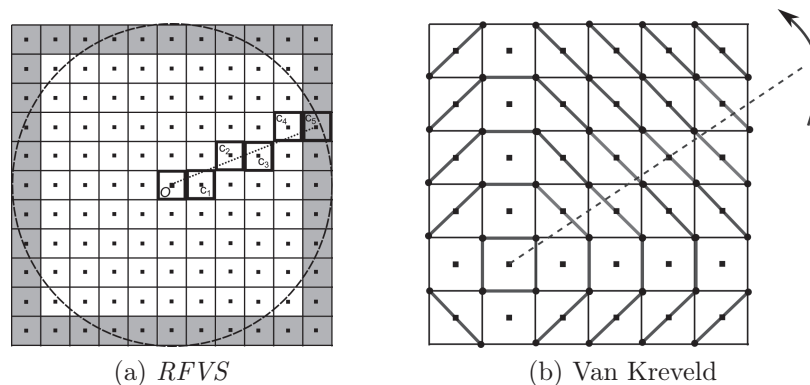 c₄ c₅
c₂
c₃
O c₁
(a) RFVS
(b) Van Kreveld